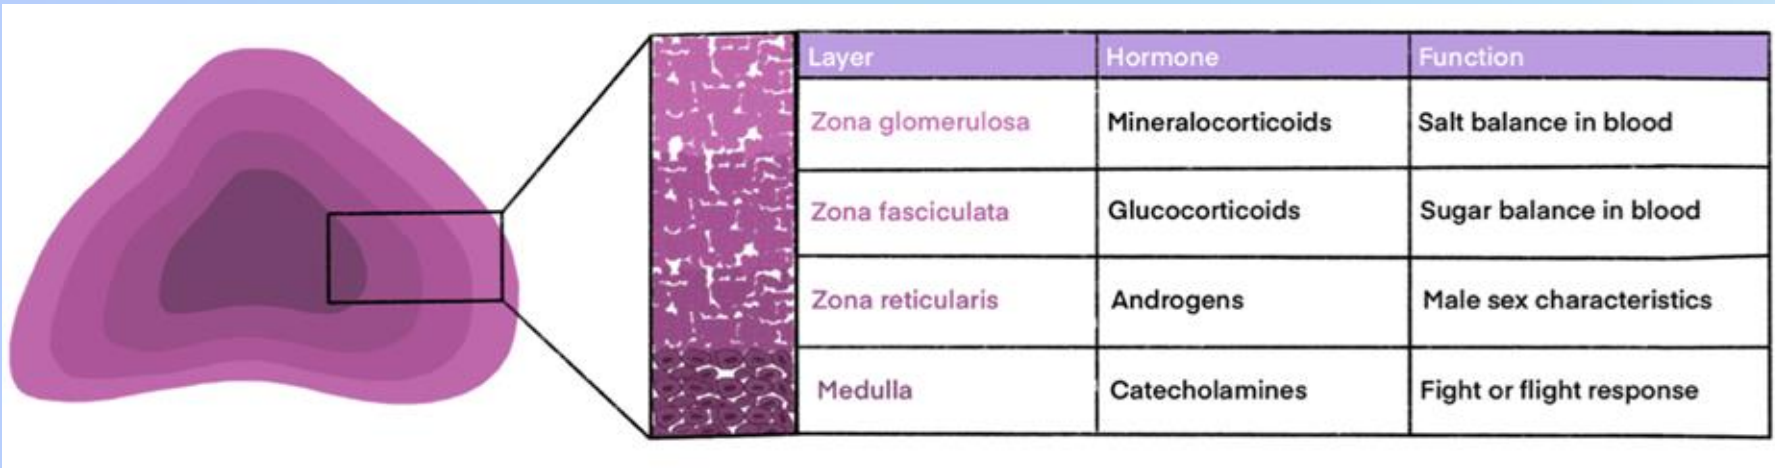 Layer Hormone Function
Zona glomerulosa Mineralocorticoids Salt balance in blood
Zona fasciculata Glucocorticoids Sugar balance in blood
Zona reticularis Androgens Male sex characteristics
Medulla Catecholamines Fight or flight response